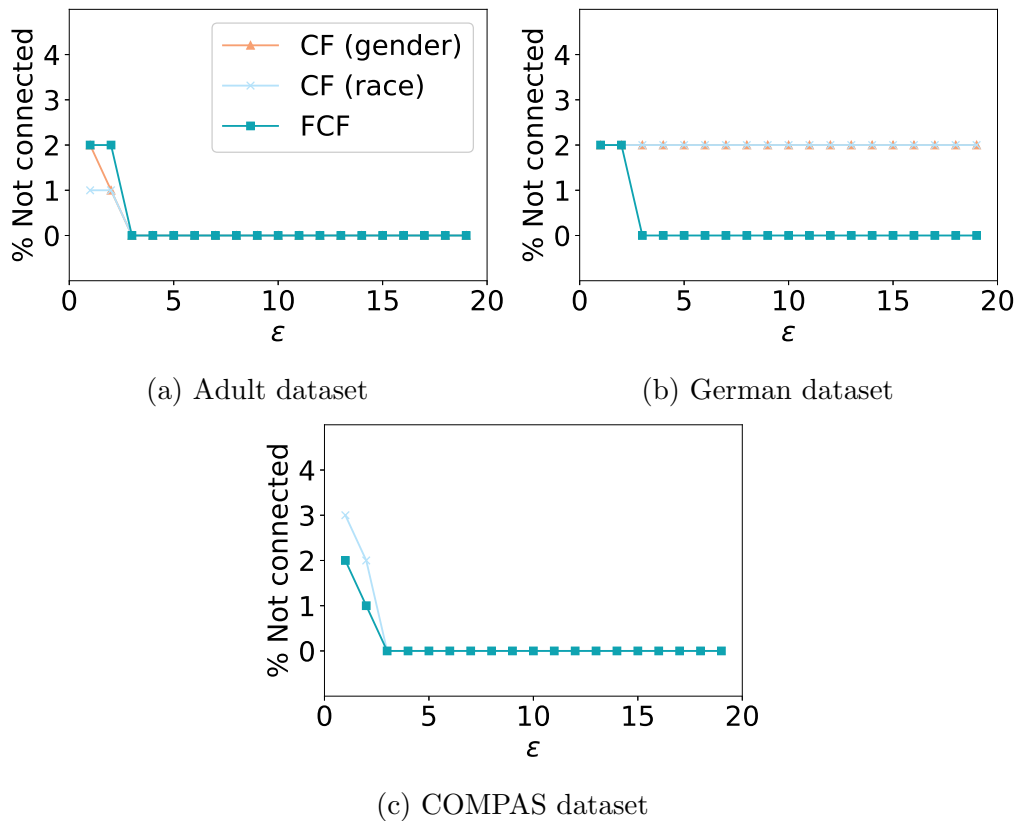 % Not connected
4
3
2
1
0
CF (gender)
CF (race)
FCF
0 5 10 15 20
ε
(a) Adult dataset
% Not connected
4
3
2
1
0
0 5 10 15 20
ε
(b) German dataset
% Not connected
4
3
2
1
0
0 5 10 15 20
ε
(c) COMPAS dataset